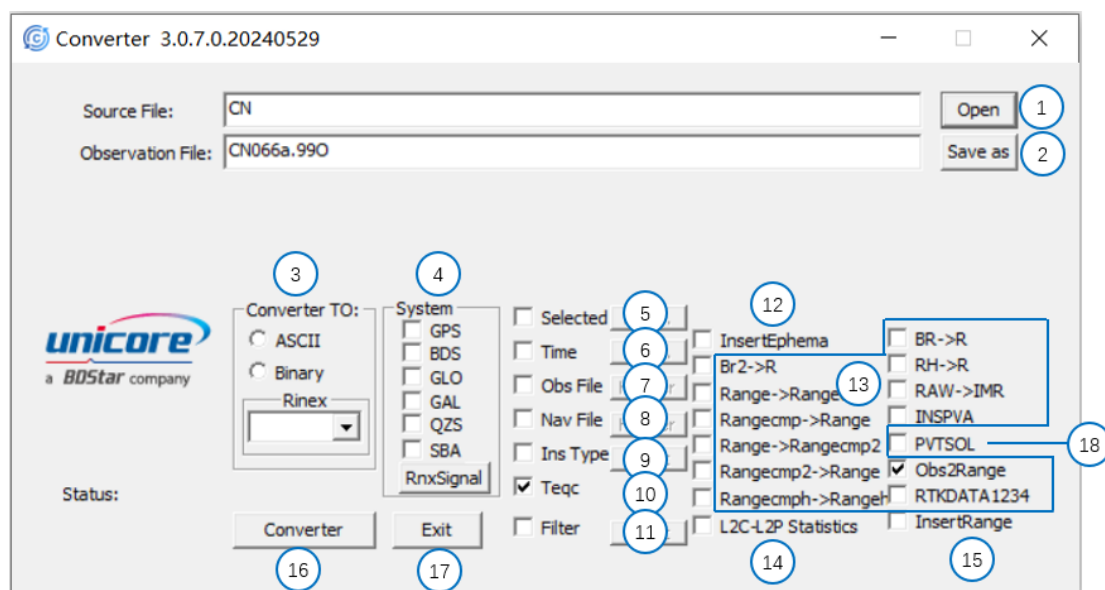 Converter 3.0.7.0.20240529
Source File: CN Open 1
Observation File: CN066a.99O Save as 2
3
Converter TO:
ASCII
Binary
Rinex
4
System
GPS
BDS
GLO
GAL
QZS
SBA
RnxSignal
unicore
a BDStar company
Status:
Selected 5
Time 6
Obs File 7
Nav File 8
Ins Type 9
Teqc 10
Filter 11
12
InsertEphema
Br2->R
Range->Range
Rangecmp->Range
Range->Rangecmp2
Rangecmp2->Range
Rangecmph->Rangeh
L2C-L2P Statistics
14
13
BR->R
RH->R
RAW->IMR
INSPVA
PVTSOL 18
Obs2Range
RTKDATA1234
InsertRange
15
Converter
16
Exit
17